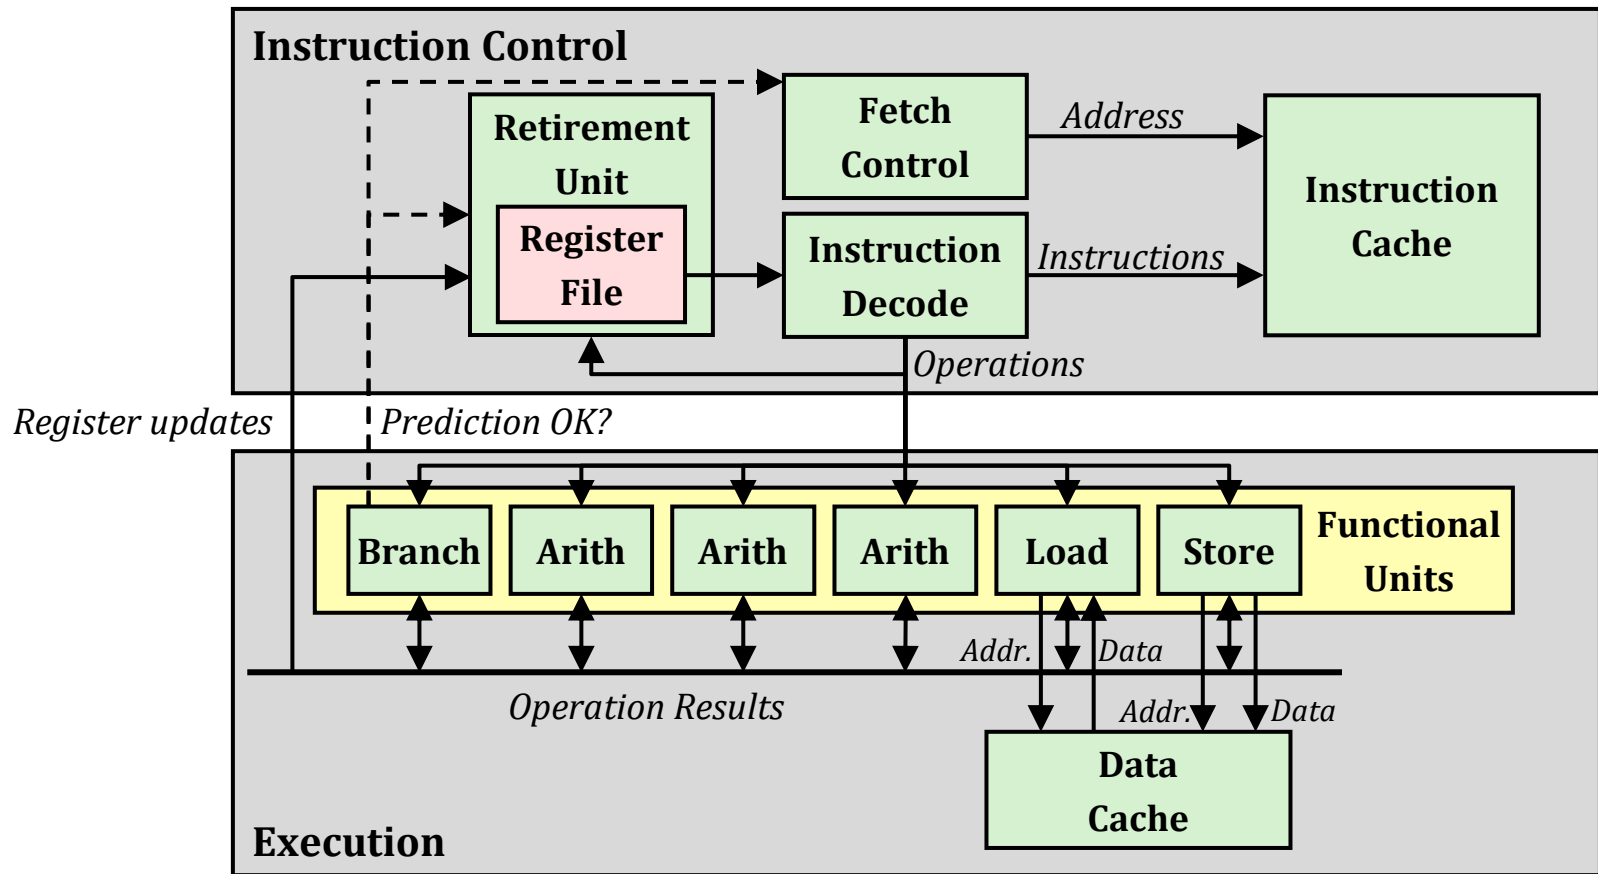 Instruction Control
Retirement
Unit
Register
File
Fetch
Control
Address
Instruction
Decode
Instructions
Instruction
Cache
Operations
Register updates
Prediction OK?
Branch
Arith
Arith
Arith
Load
Store
Functional
Units
Addr.
Data
Operation Results
Addr.
Data
Data
Cache
Execution